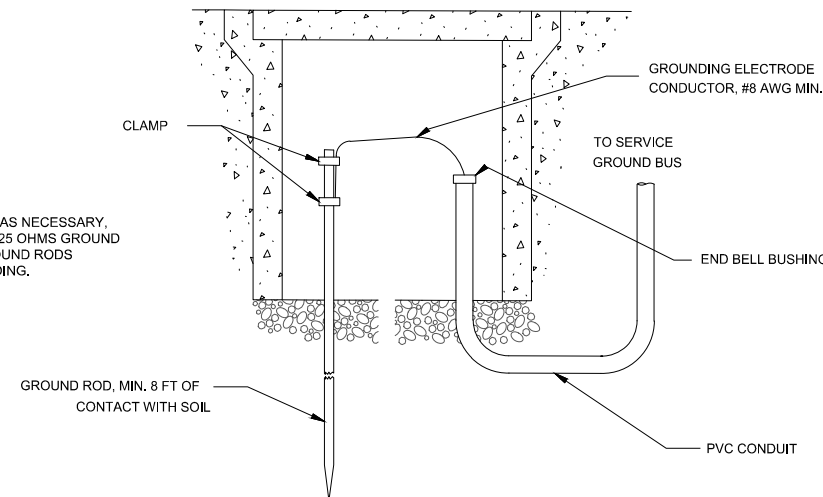 GROUNDING ELECTRODE
CONDUCTOR, #8 AWG MIN.
CLAMP
TO SERVICE
GROUND BUS
AS NECESSARY,
25 OHMS GROUND
OUND RODS
DING.
END BELL BUSHING
GROUND ROD, MIN. 8 FT OF
CONTACT WITH SOIL
PVC CONDUIT